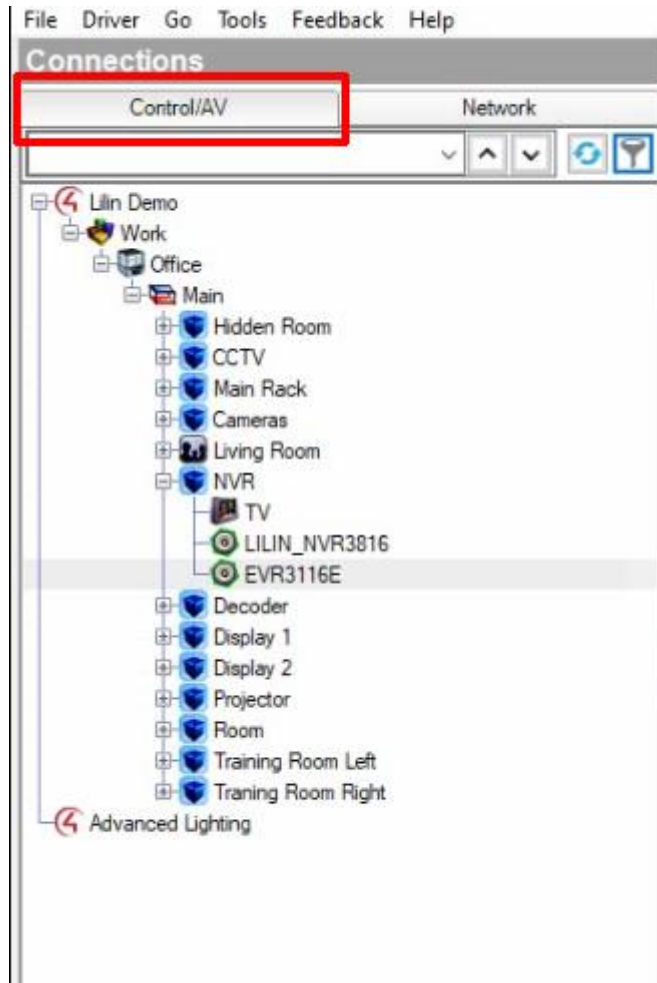 File Driver Go Tools Feedback Help
Connections
Control/AV Network
Lilin Demo
Work
Office
Main
Hidden Room
CCTV
Main Rack
Cameras
Living Room
NVR
TV
LILIN_NVR3816
EVR3116E
Decoder
Display 1
Display 2
Projector
Room
Training Room Left
Traning Room Right
Advanced Lighting